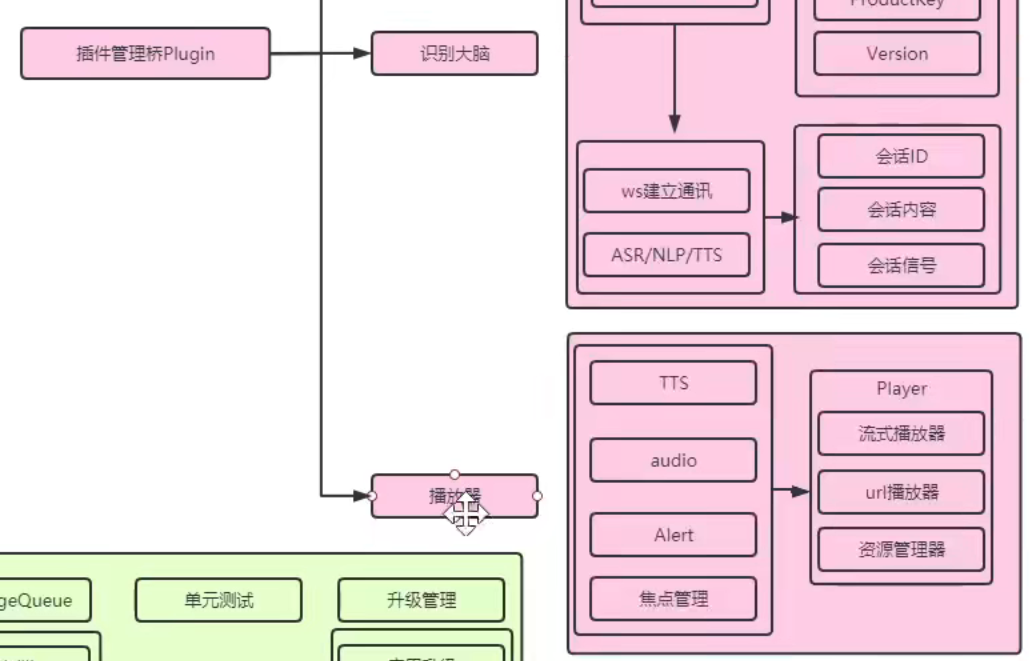 插件管理桥Plugin
识别大脑
ProductKey
Version
ws建立通讯
ASR/NLP/TTS
会话ID
会话内容
会话信号
播放器
TTS
audio
Alert
焦点管理
Player
流式播放器
url播放器
资源管理器
geQueue
单元测试
升级管理